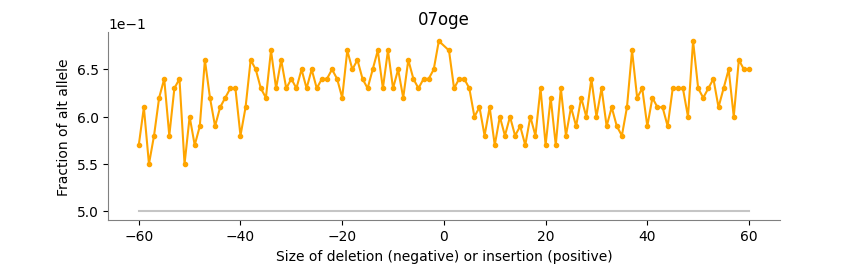 07oge
1e−1
6.5
6.0
5.5
5.0
Fraction of alt allele
−60 −40 −20 0 20 40 60
Size of deletion (negative) or insertion (positive)